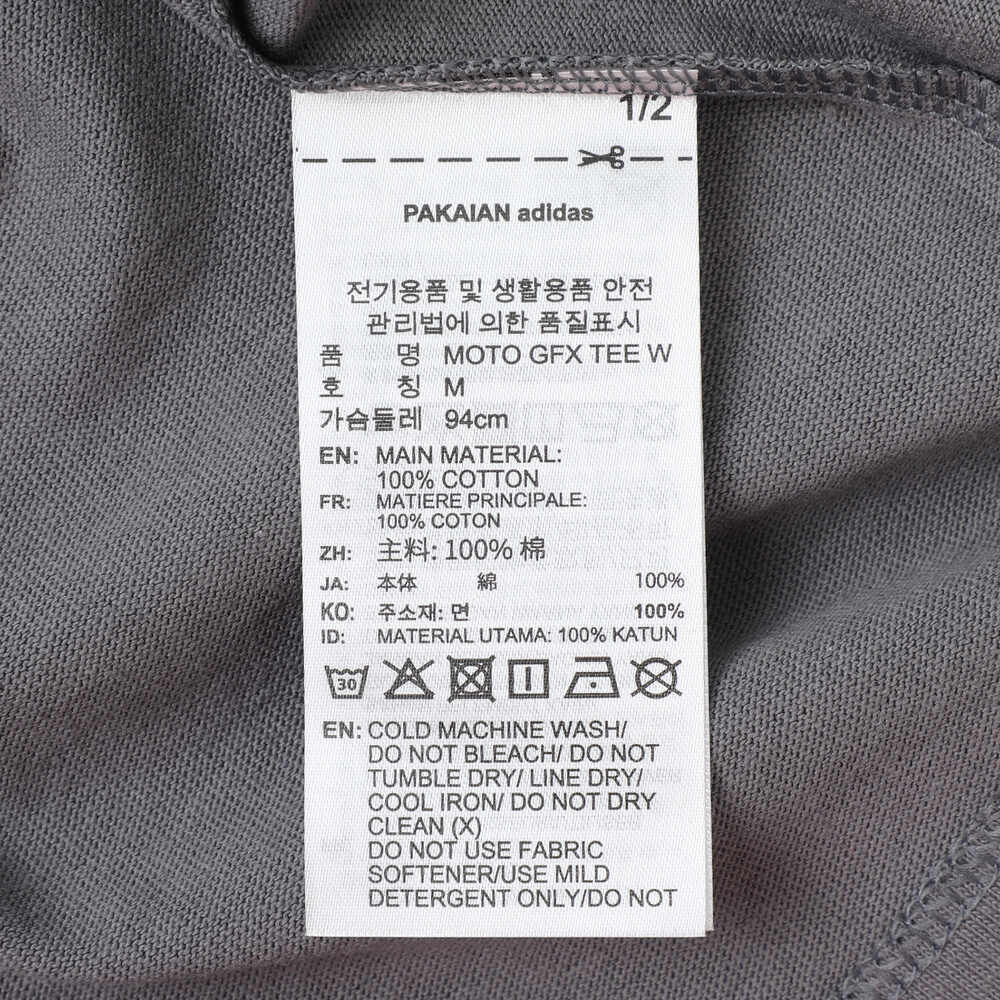 1/2
PAKAIAN adidas
전기용품 및 생활용품 안전
관리법에 의한 품질표시
품 명 MOTO GFX TEE W
호 칭 M
가슴둘레 94cm
EN: MAIN MATERIAL:
100% COTTON
FR: MATIERE PRINCIPALE:
100% COTON
ZH: 主料: 100% 棉
JA: 本体 綿 100%
KO: 주소재: 면 100%
ID: MATERIAL UTAMA: 100% KATUN
30
EN: COLD MACHINE WASH/
DO NOT BLEACH/ DO NOT
TUMBLE DRY/ LINE DRY/
COOL IRON/ DO NOT DRY
CLEAN (X)
DO NOT USE FABRIC
SOFTENER/USE MILD
DETERGENT ONLY/DO NOT